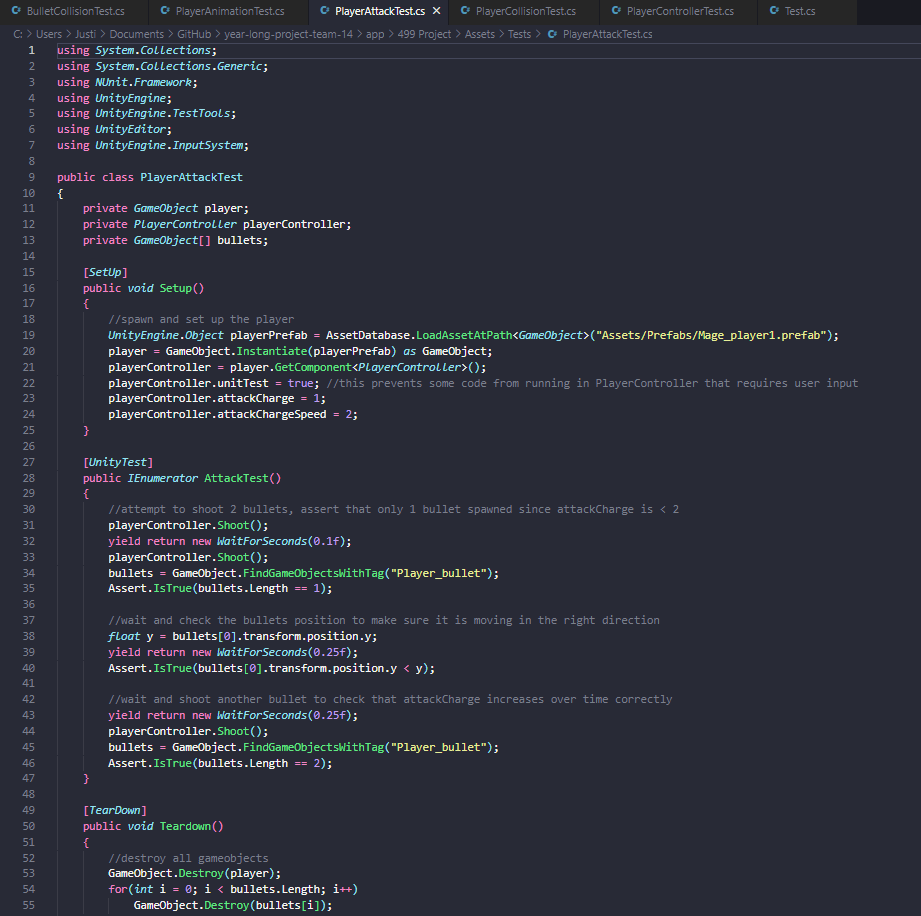 BulletCollisionTest.cs PlayerAnimationTest.cs PlayerAttackTest.cs PlayerCollisionTest.cs PlayerControllerTest.cs Test.cs
C: > Users > Justi > Documents > GitHub > year-long-project-team-14 > app > 499 Project > Assets > Tests > PlayerAttackTest.cs
1 using System.Collections;
2 using System.Collections.Generic;
3 using NUnit.Framework;
4 using UnityEngine;
5 using UnityEngine.TestTools;
6 using UnityEditor;
7 using UnityEngine.InputSystem;
8
9 public class PlayerAttackTest
10 {
11 private GameObject player;
12 private PlayerController playerController;
13 private GameObject[] bullets;
14
15 [SetUp]
16 public void Setup()
17 {
18 //spawn and set up the player
19 UnityEngine.Object playerPrefab = AssetDatabase.LoadAssetAtPath<GameObject>("Assets/Prefabs/Mage_player1.prefab");
20 player = GameObject.Instantiate(playerPrefab) as GameObject;
21 playerController = player.GetComponent<PlayerController>();
22 playerController.unitTest = true; //this prevents some code from running in PlayerController that requires user input
23 playerController.attackCharge = 1;
24 playerController.attackChargeSpeed = 2;
25 }
26
27 [UnityTest]
28 public IEnumerator AttackTest()
29 {
30 //attempt to shoot 2 bullets, assert that only 1 bullet spawned since attackCharge is < 2
31 playerController.Shoot();
32 yield return new WaitForSeconds(0.1f);
33 playerController.Shoot();
34 bullets = GameObject.FindGameObjectsWithTag("Player_bullet");
35 Assert.IsTrue(bullets.Length == 1);
36
37 //wait and check the bullets position to make sure it is moving in the right direction
38 float y = bullets[0].transform.position.y;
39 yield return new WaitForSeconds(0.25f);
40 Assert.IsTrue(bullets[0].transform.position.y < y);
41
42 //wait and shoot another bullet to check that attackCharge increases over time correctly
43 yield return new WaitForSeconds(0.25f);
44 playerController.Shoot();
45 bullets = GameObject.FindGameObjectsWithTag("Player_bullet");
46 Assert.IsTrue(bullets.Length == 2);
47 }
48
49 [TearDown]
50 public void Teardown()
51 {
52 //destroy all gameobjects
53 GameObject.Destroy(player);
54 for(int i = 0; i < bullets.Length; i++)
55 GameObject.Destroy(bullets[i]);